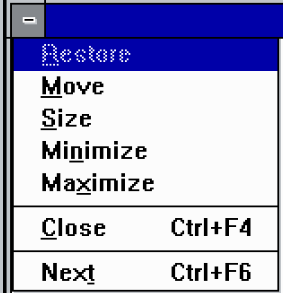 Restore
Move
Size
Minimize
Maximize
Close Ctrl+F4
Next Ctrl+F6